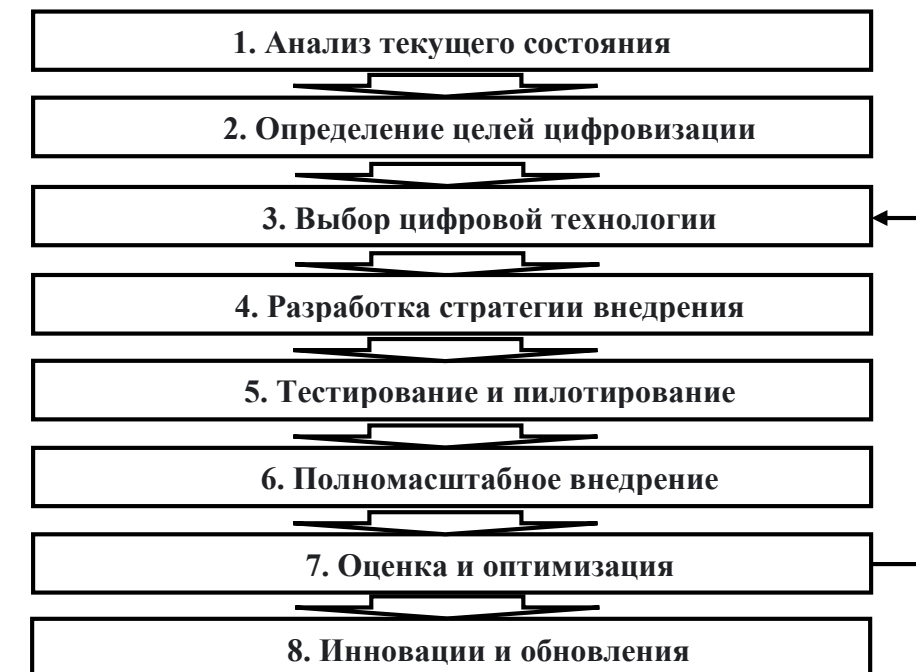 1. Анализ текущего состояния
2. Определение целей цифровизации
3. Выбор цифровой технологии
4. Разработка стратегии внедрения
5. Тестирование и пилотирование
6. Полномасштабное внедрение
7. Оценка и оптимизация
8. Инновации и обновления